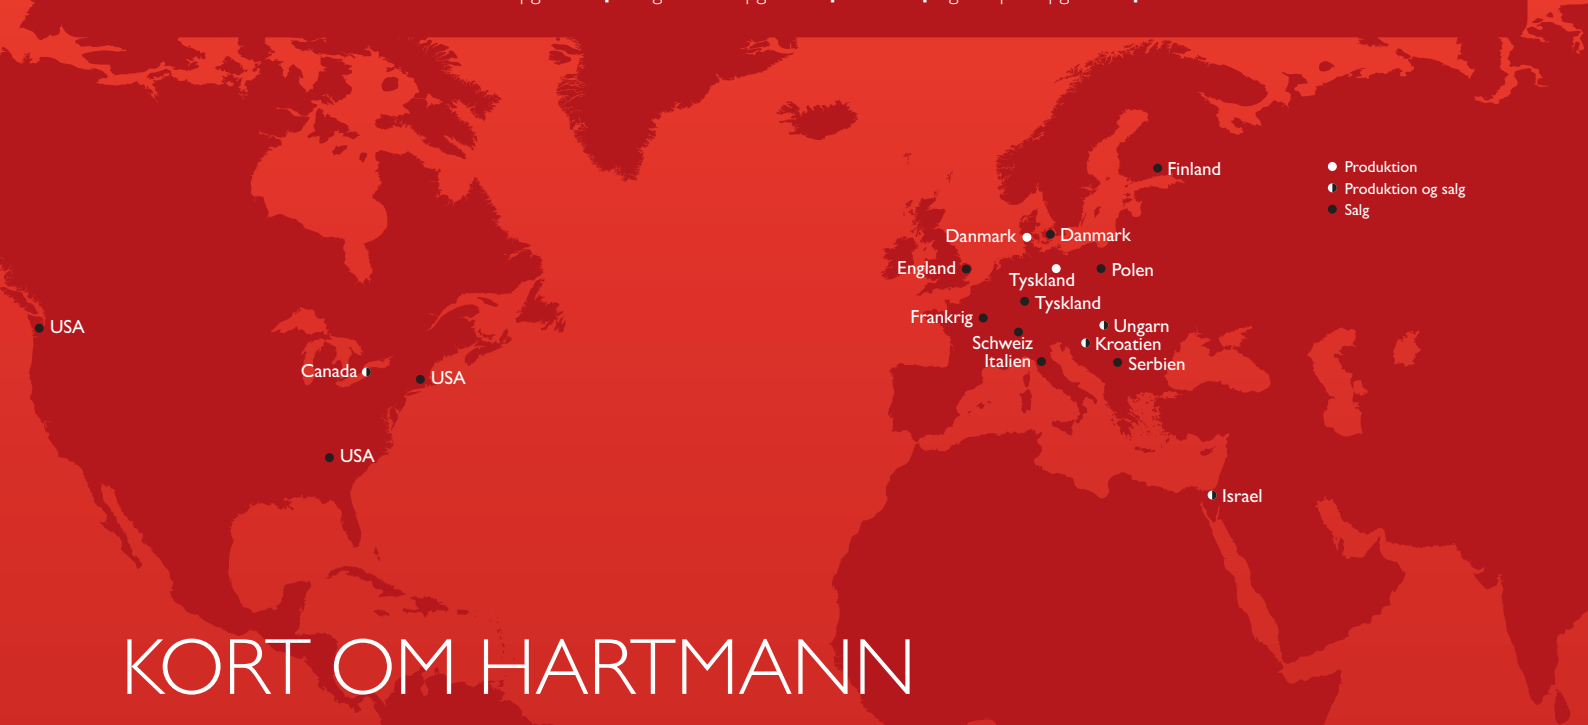 Finland
Produktion
Produktion og salg
Salg
Danmark
Danmark
England
Tyskland
Polen
Tyskland
Frankrig
Ungarn
Schweiz
Kroatien
Italien
Serbien
USA
Canada
USA
USA
Israel
KORT OM HARTMANN